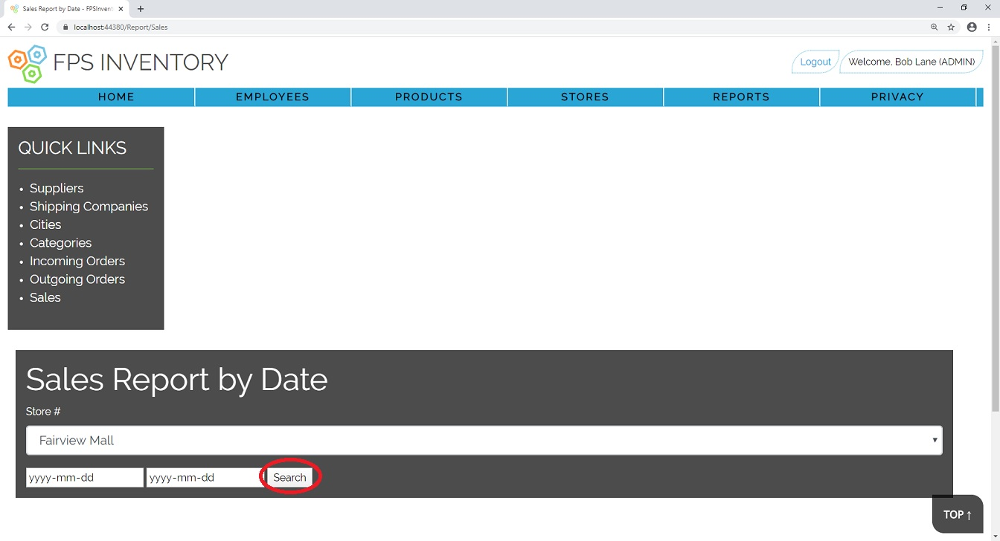 Sales Report by Date - FPSInvent
localhost:44380/Report/Sales
FPS INVENTORY
Logout
Welcome, Bob Lane (ADMIN)
HOME EMPLOYEES PRODUCTS STORES REPORTS PRIVACY
QUICK LINKS
Suppliers
Shipping Companies
Cities
Categories
Incoming Orders
Outgoing Orders
Sales
Sales Report by Date
Store #
Fairview Mall
yyyy-mm-dd yyyy-mm-dd Search
TOP ↑